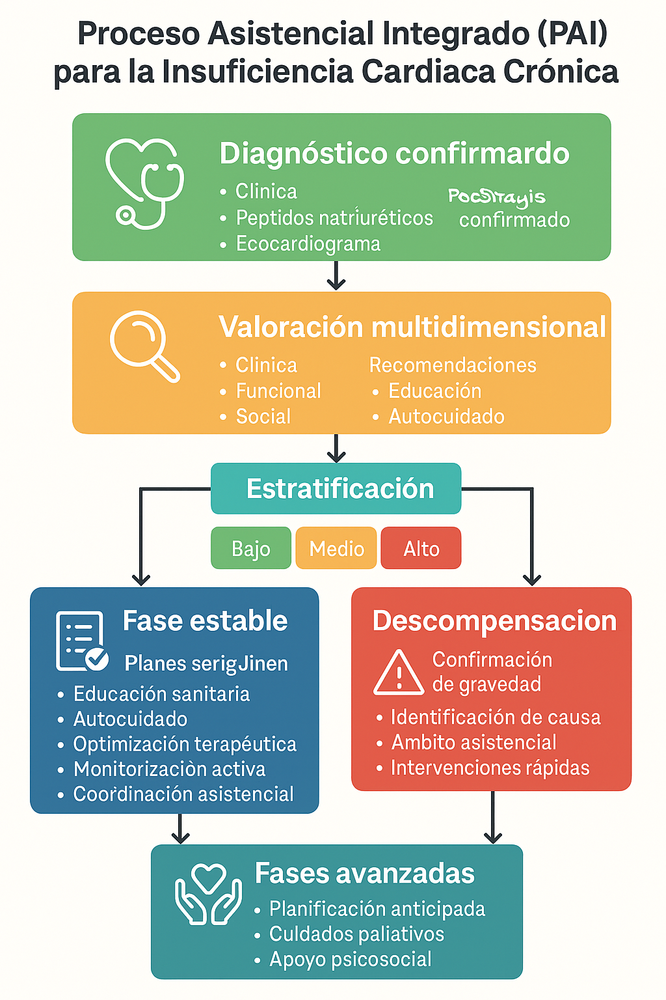 Proceso Asistencial Integrado (PAI)
para la Insuficiencia Cardiaca Crónica
Diagnóstico confirmardo
• Clinica
• Peptidos natriuréticos
• Ecocardiograma
confirmado
Valoración multidimensional
• Clinica
• Funcional
• Social
Recomendaciones
• Educación
• Autocuidado
Estratificación
Bajo
Medio
Alto
Fase estable
Planes serigJinen
• Educación sanitaria
• Autocuidado
• Optimización terapéutica
• Monitorizaciòn activa
• Coordinación asistencial
Descompensacion
Confirmación
de gravedad
• Identificación de causa
• Ambito asistencial
• Intervenciones rápidas
Fases avanzadas
• Planificación anticipada
• Culdados paliativos
• Apoyo psicosocial